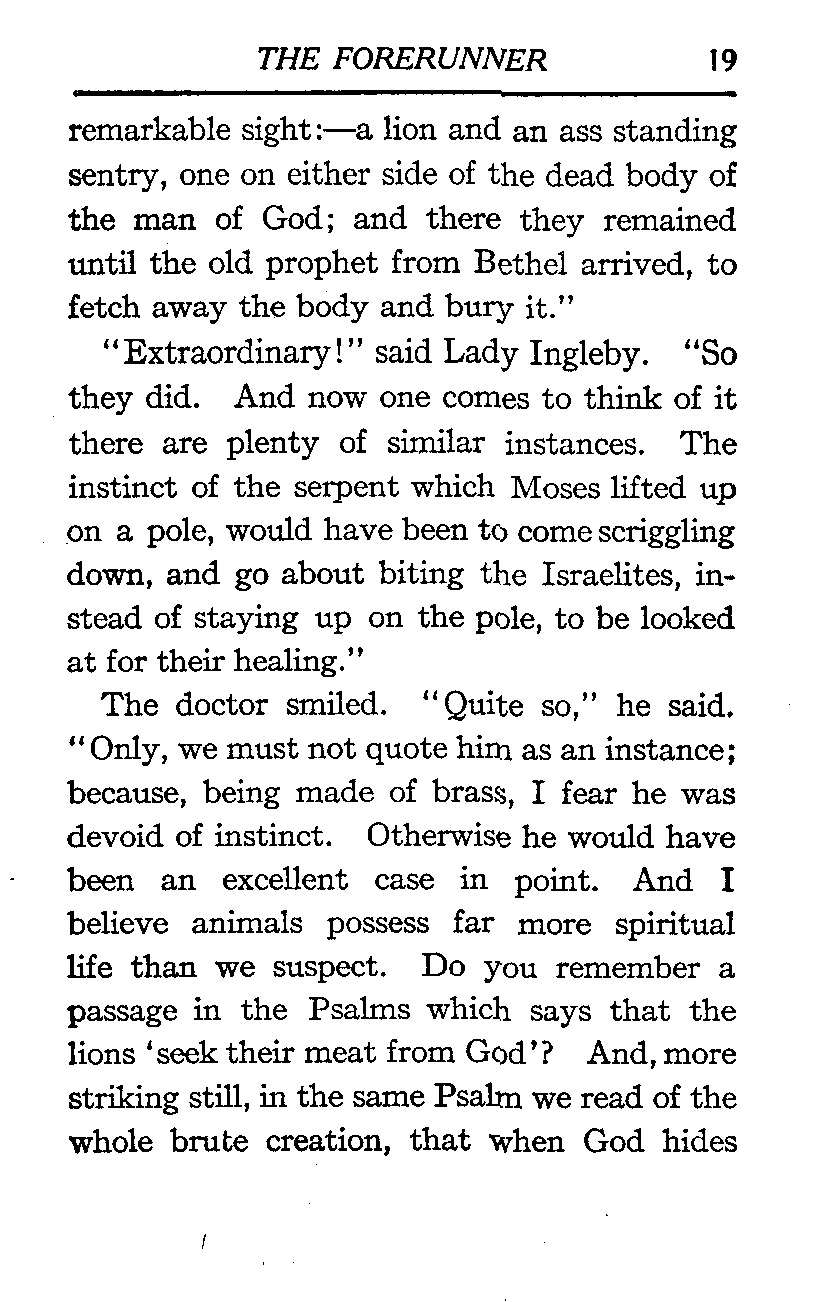 THE FORERUNNER 19
remarkable sight:—a lion and an ass standing
sentry, one on either side of the dead body of
the man of God; and there they remained
until the old prophet from Bethel arrived, to
fetch away the body and bury it."
"Extraordinary!" said Lady Ingleby. "So
they did. And now one comes to think of it
there are plenty of similar instances. The
instinct of the serpent which Moses lifted up
on a pole, would have been to come scriggling
down, and go about biting the Israelites, in-
stead of staying up on the pole, to be looked
at for their healing."
The doctor smiled. "Quite so," he said.
"Only, we must not quote him as an instance;
because, being made of brass, I fear he was
devoid of instinct. Otherwise he would have
been an excellent case in point. And I
believe animals possess far more spiritual
life than we suspect. Do you remember a
passage in the Psalms which says that the
lions 'seek their meat from God'? And, more
striking still, in the same Psalm we read of the
whole brute creation, that when God hides